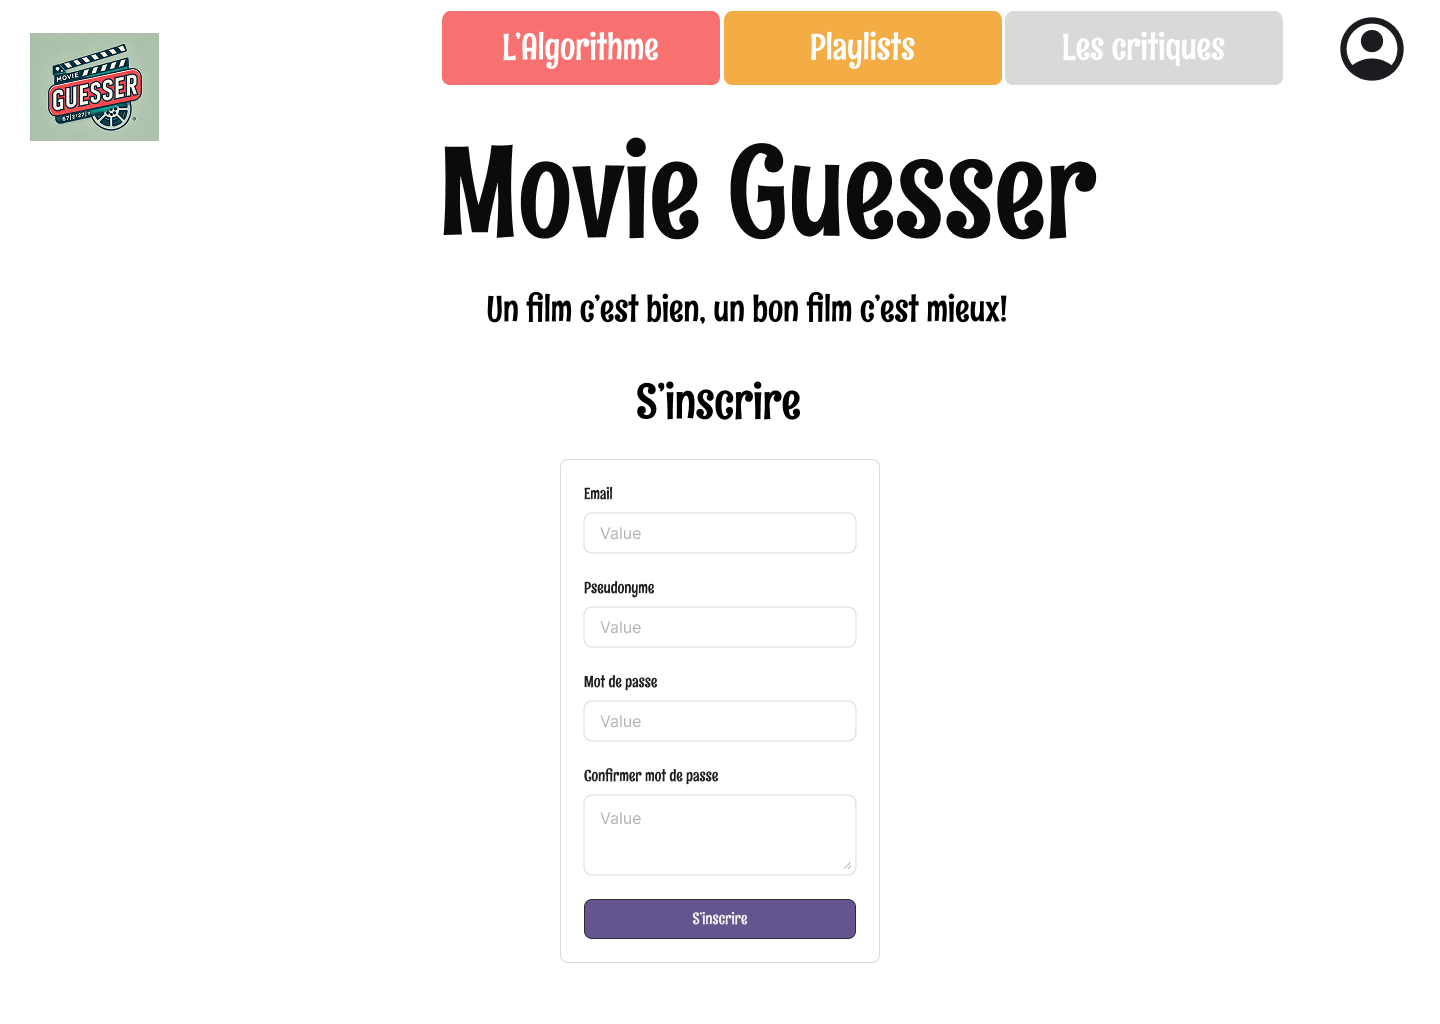 L'Algorithme
Playlists
Les critiques
MOVIE
GUESSER
Movie Guesser
Un film c'est bien, un bon film c'est mieux!
S'inscrire
Email
Value
Pseudonyme
Value
Mot de passe
Value
Confirmer mot de passe
Value
S'inscrire